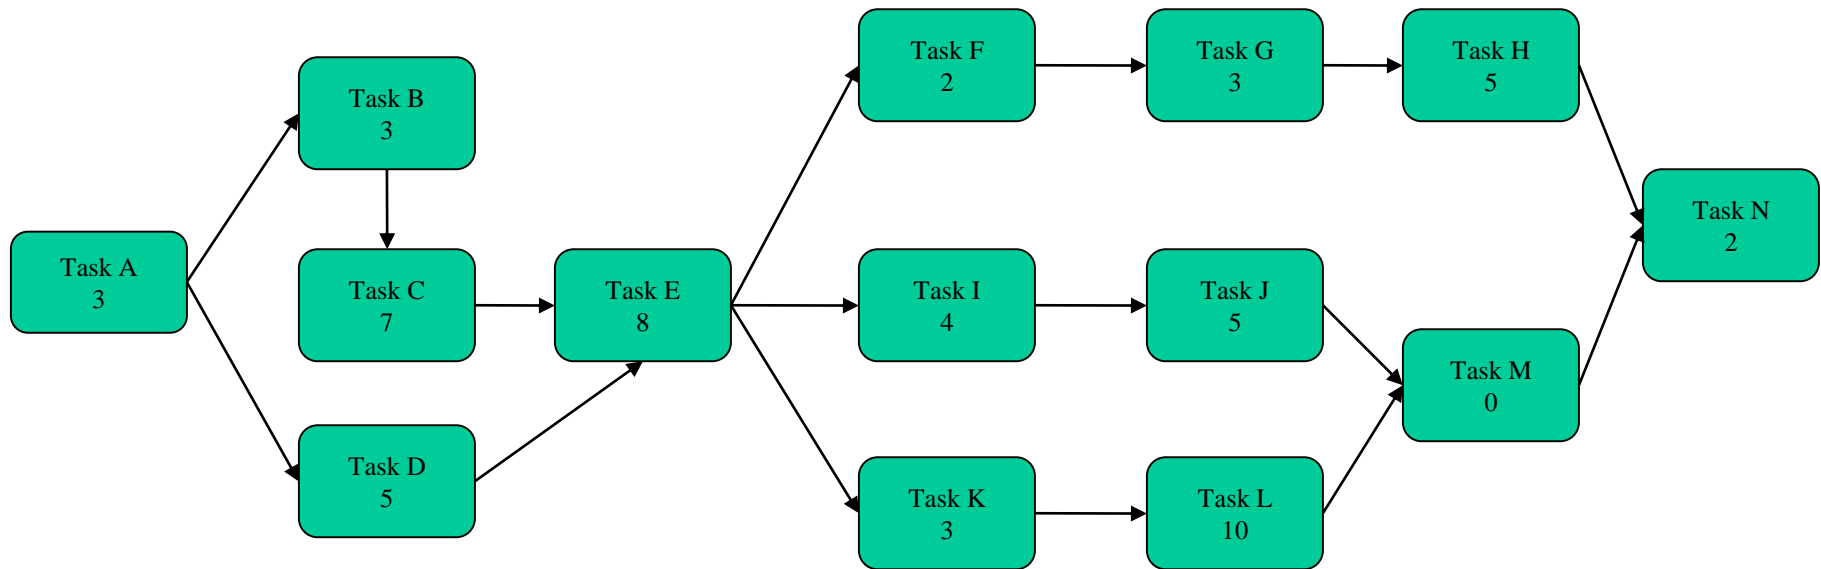 Task A
3
Task B
3
Task C
7
Task D
5
Task E
8
Task F
2
Task G
3
Task H
5
Task I
4
Task J
5
Task K
3
Task L
10
Task M
0
Task N
2